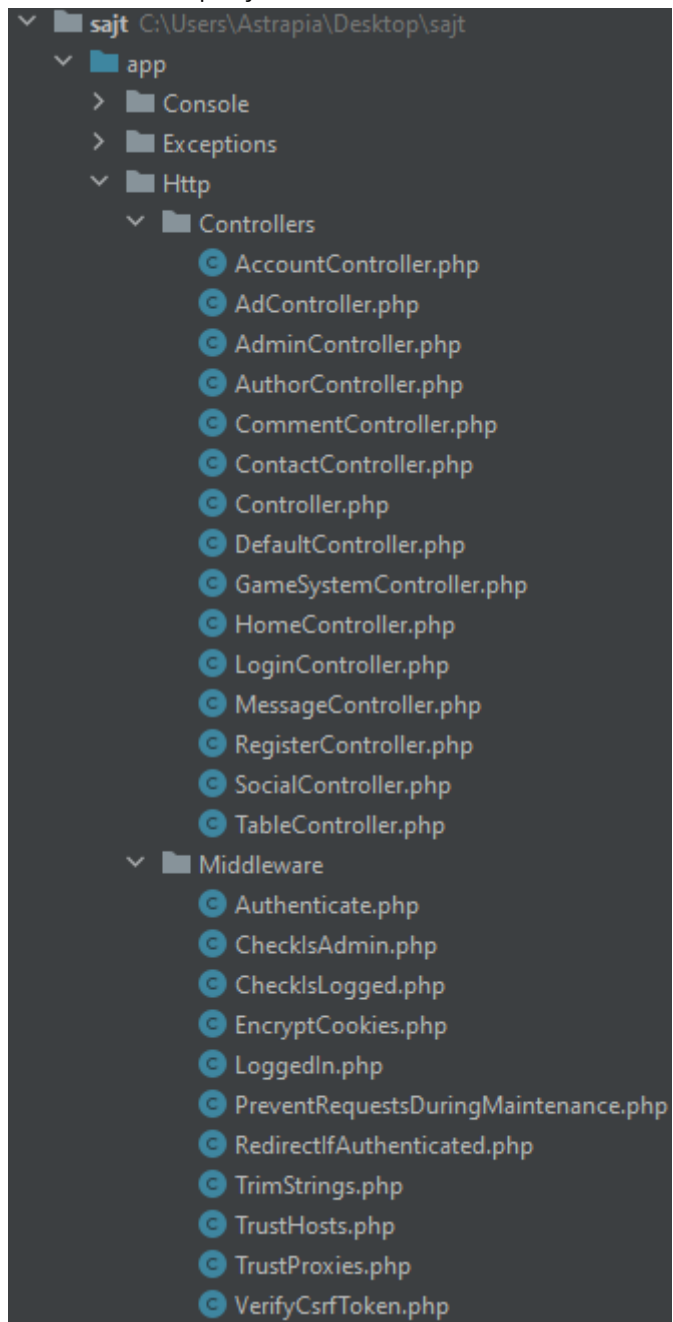 sajt C:\Users\Astrapia\Desktop\sajt
app
Console
Exceptions
Http
Controllers
AccountController.php
AdController.php
AdminController.php
AuthorController.php
CommentController.php
ContactController.php
Controller.php
DefaultController.php
GameSystemController.php
HomeController.php
LoginController.php
MessageController.php
RegisterController.php
SocialController.php
TableController.php
Middleware
Authenticate.php
CheckIsAdmin.php
CheckIsLogged.php
EncryptCookies.php
LoggedIn.php
PreventRequestsDuringMaintenance.php
RedirectIfAuthenticated.php
TrimStrings.php
TrustHosts.php
TrustProxies.php
VerifyCsrfToken.php